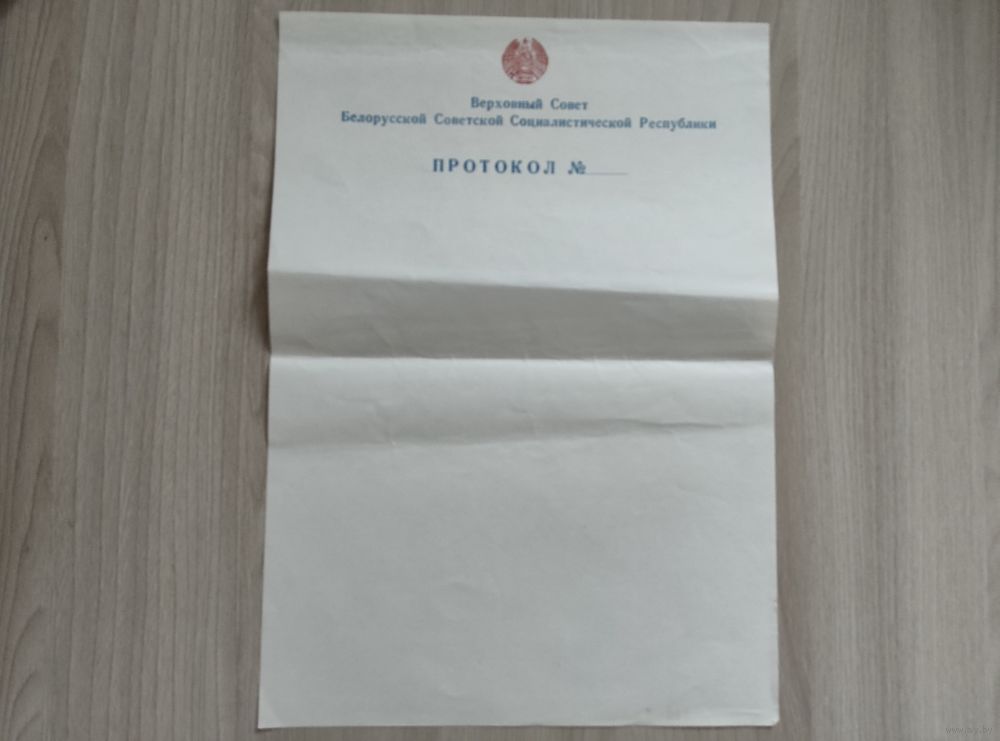 Верховный Совет
Белорусской Советской Социалистической Республики
ПРОТОКОЛ №